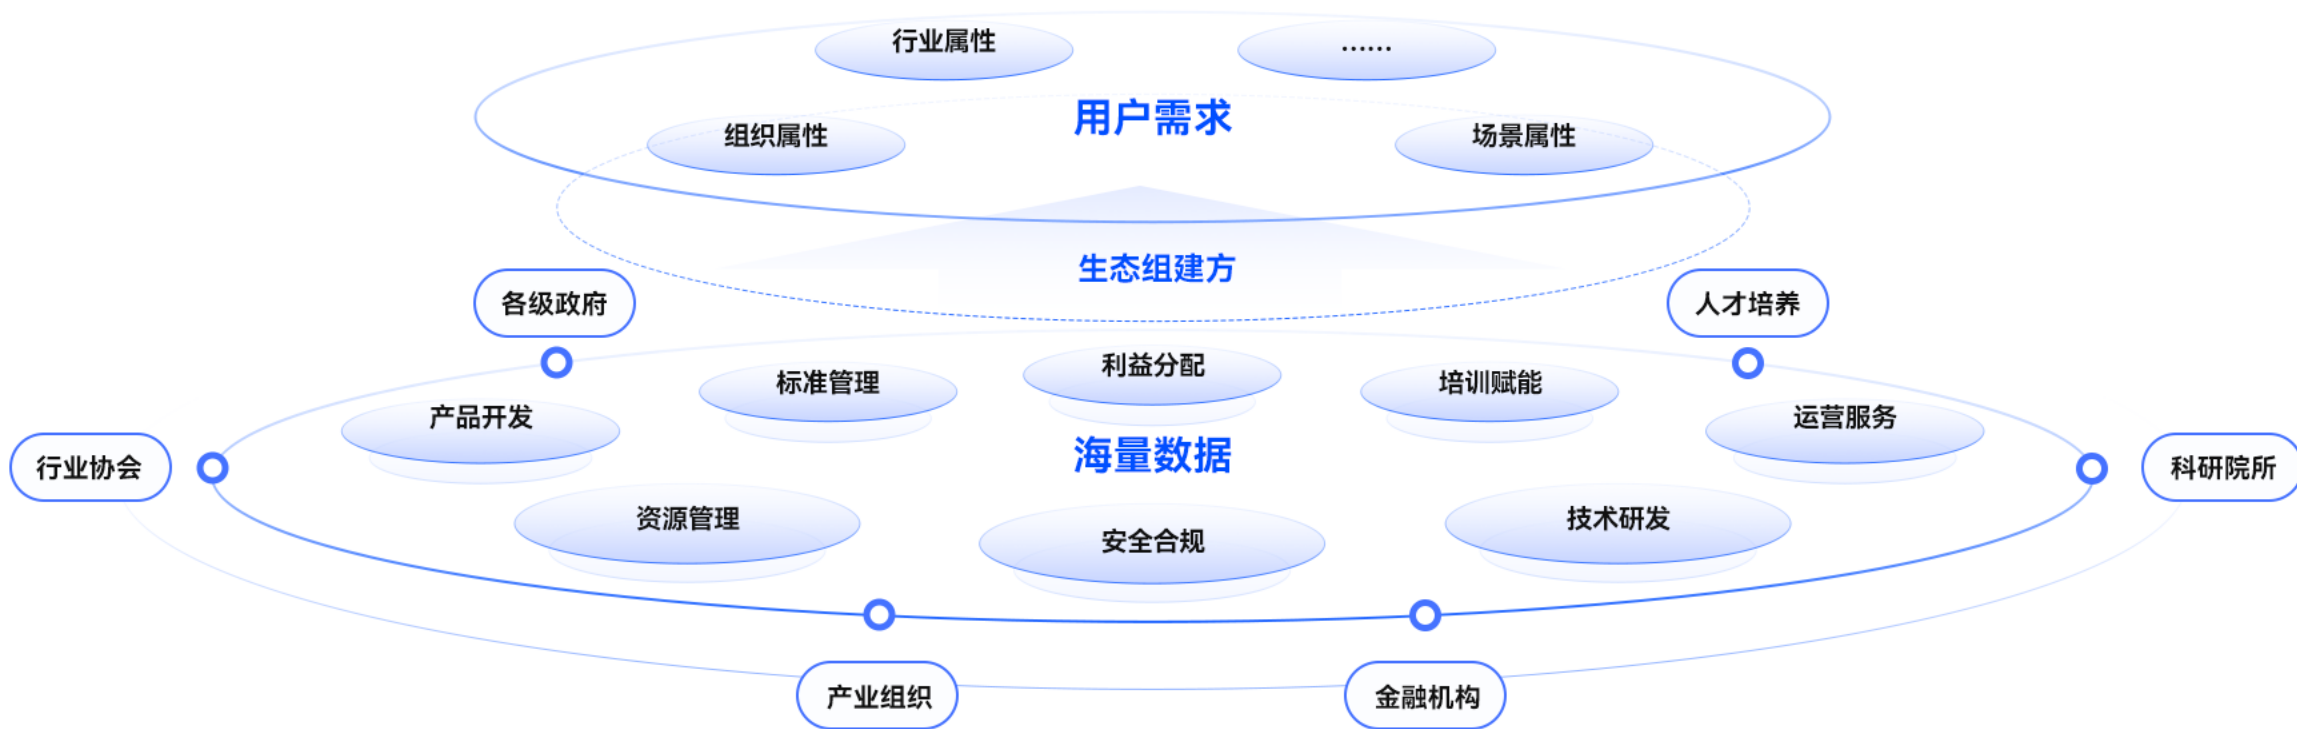 行业属性
……
用户需求
组织属性
场景属性
生态组建方
各级政府
人才培养
利益分配
标准管理
培训赋能
产品开发
运营服务
海量数据
行业协会
科研院所
资源管理
技术研发
安全合规
产业组织
金融机构